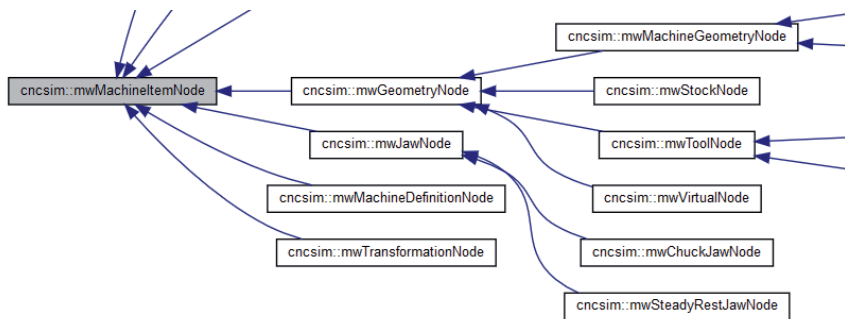 cncsim::mwMachineGeometryNode
cncsim::mwMachineItemNode
cncsim::mwGeometryNode
cncsim::mwStockNode
cncsim::mwJawNode
cncsim::mwToolNode
cncsim::mwMachineDefinitionNode
cncsim::mwVirtualNode
cncsim::mwTransformationNode
cncsim::mwChuckJawNode
cncsim::mwSteadyRestJawNode